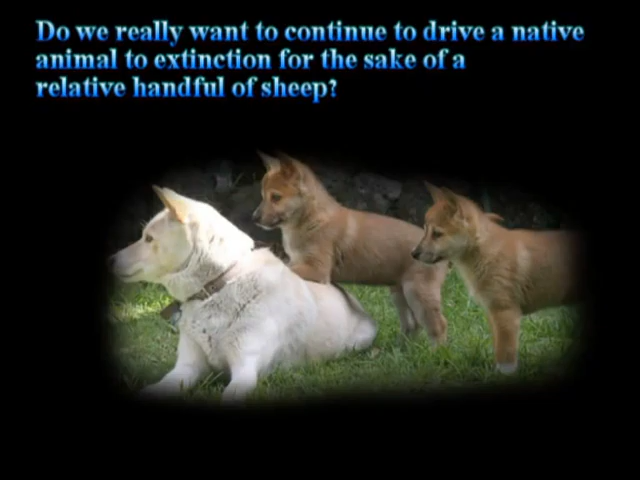 Do we really want to continue to drive a native
animal to extinction for the sake of a
relative handful of sheep?